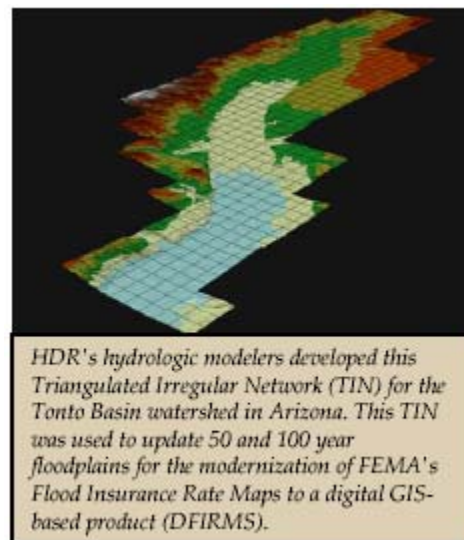 HDR's hydrologic modelers developed this
Triangulated Irregular Network (TIN) for the
Tonto Basin watershed in Arizona. This TIN
was used to update 50 and 100 year
floodplains for the modernization of FEMA's
Flood Insurance Rate Maps to a digital GIS-
based product (DFIRMS).